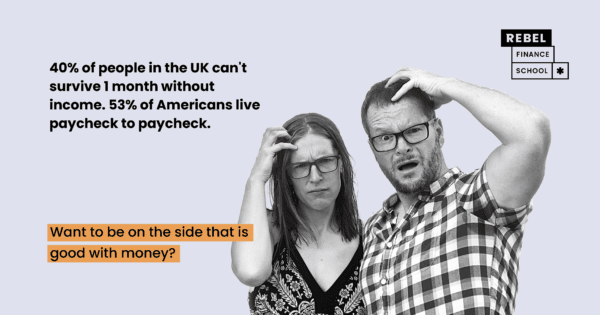 40% of people in the UK can't
survive 1 month without
income. 53% of Americans live
paycheck to paycheck.
Want to be on the side that is
good with money?
REBEL
FINANCE
SCHOOL *